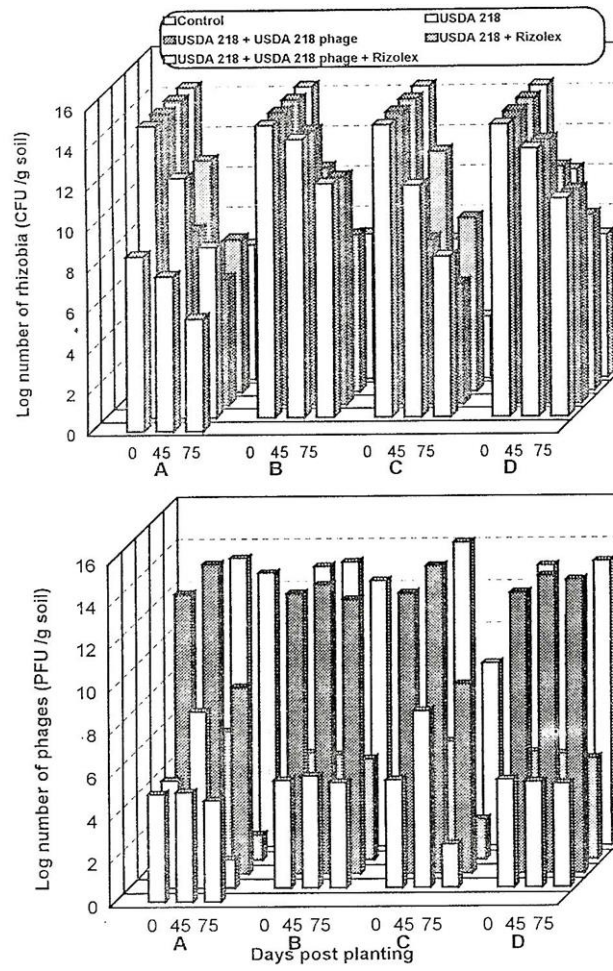 Control USDA 218
USDA 218 + USDA 218 phage USDA 218 + Rizolex
USDA 218 + USDA 218 phage + Rizolex
Log number of rhizobia (CFU /g soil)
16
14
12
10
8
6
4
2
0
0 45 75 0 45 75 0 45 75 0 45 75
A B C D
Log number of phages (PFU /g soil)
16
14
12
10
8
6
4
2
0
0 45 75 0 45 75 0 45 75 0 45 75
A B C D
Days post planting